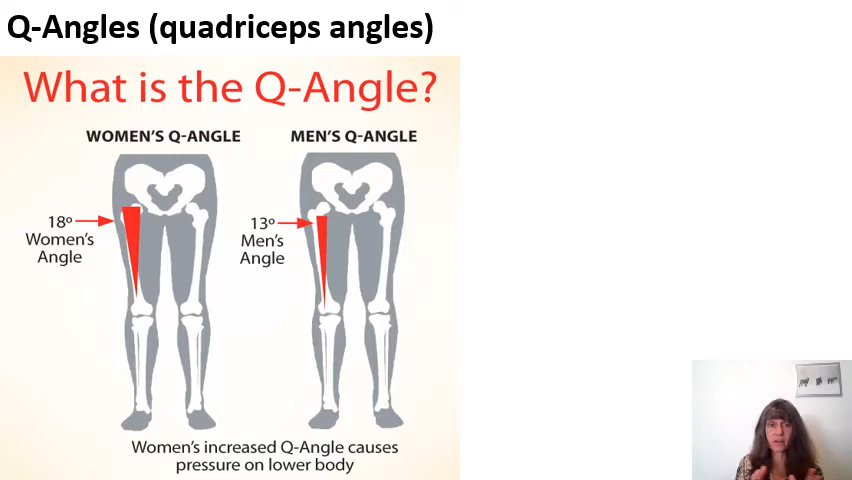 Q-Angles (quadriceps angles)
What is the Q-Angle?
WOMEN'S Q-ANGLE
MEN'S Q-ANGLE
18º
Women's
Angle
13º
Men's
Angle
Women's increased Q-Angle causes
pressure on lower body